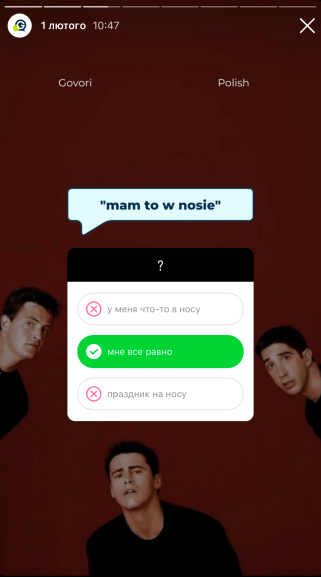 1 лютого 10:47
Govori Polish
"mam to w nosie"
?
у меня что-то в носу
мне все равно
праздник на носу